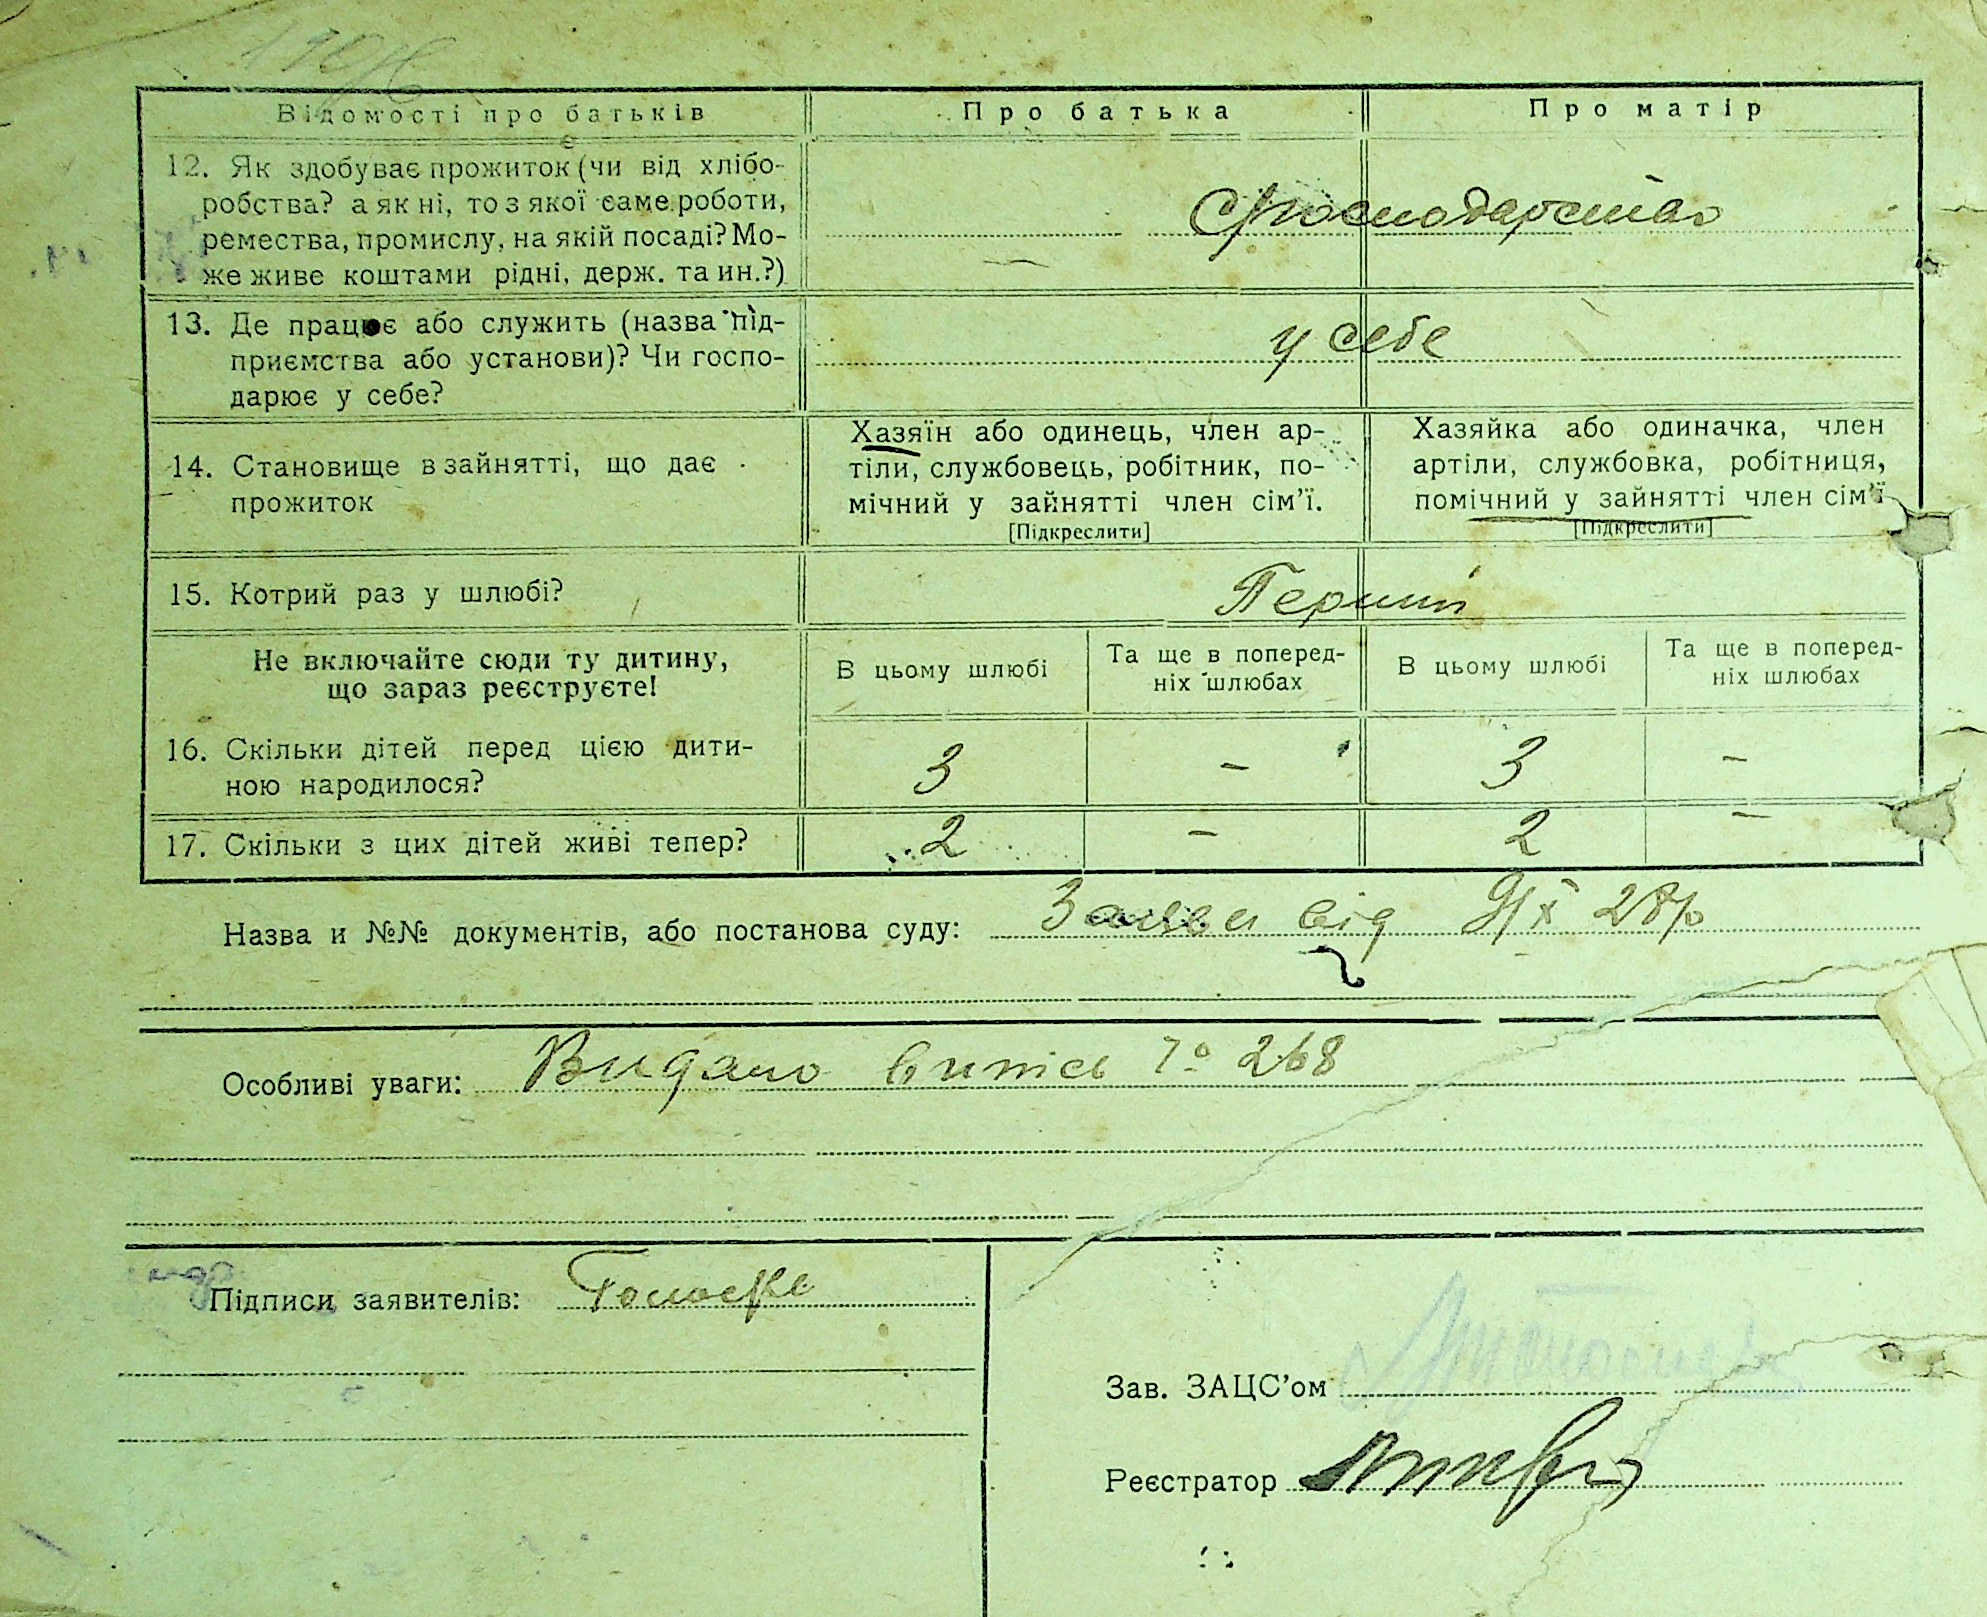 Відомості про батьків
Про батька
Про матір
12. Як здобуває прожиток (чи від хлібо-
робства? а як ні, то з якої саме роботи,
ремества, промислу, на якій посаді? Мо-
же живе коштами рідні, держ. та ин.?)
13. Де працює або служить (назва під-
приємства або установи)? Чи госпо-
дарює у себе?
у себе
14. Становище в зайнятті, що дає
прожиток
Хазяїн або одинець, член ар-
тіли, службовець, робітник, по-
мічний у зайнятті член сім’ї.
[Підкреслити]
Хазяйка або одиначка, член
артіли, службовка, робітниця,
помічний у зайнятті член сім’ї
[Підкреслити]
15. Котрий раз у шлюбі?
Перший
Не включайте сюди ту дитину,
що зараз реєструєте!
В цьому шлюбі
Та ще в поперед-
ніх шлюбах
В цьому шлюбі
Та ще в поперед-
ніх шлюбах
16. Скільки дітей перед цією дити-
ною народилося?
3 - 3 -
17. Скільки з цих дітей живі тепер?
2 - 2 -
Назва и №№ документів, або постанова суду: Заява від 9/X 28р
Особливі уваги: Видано випис 268
Підписи заявителів:
Зав. ЗАЦС’ом
Реєстратор